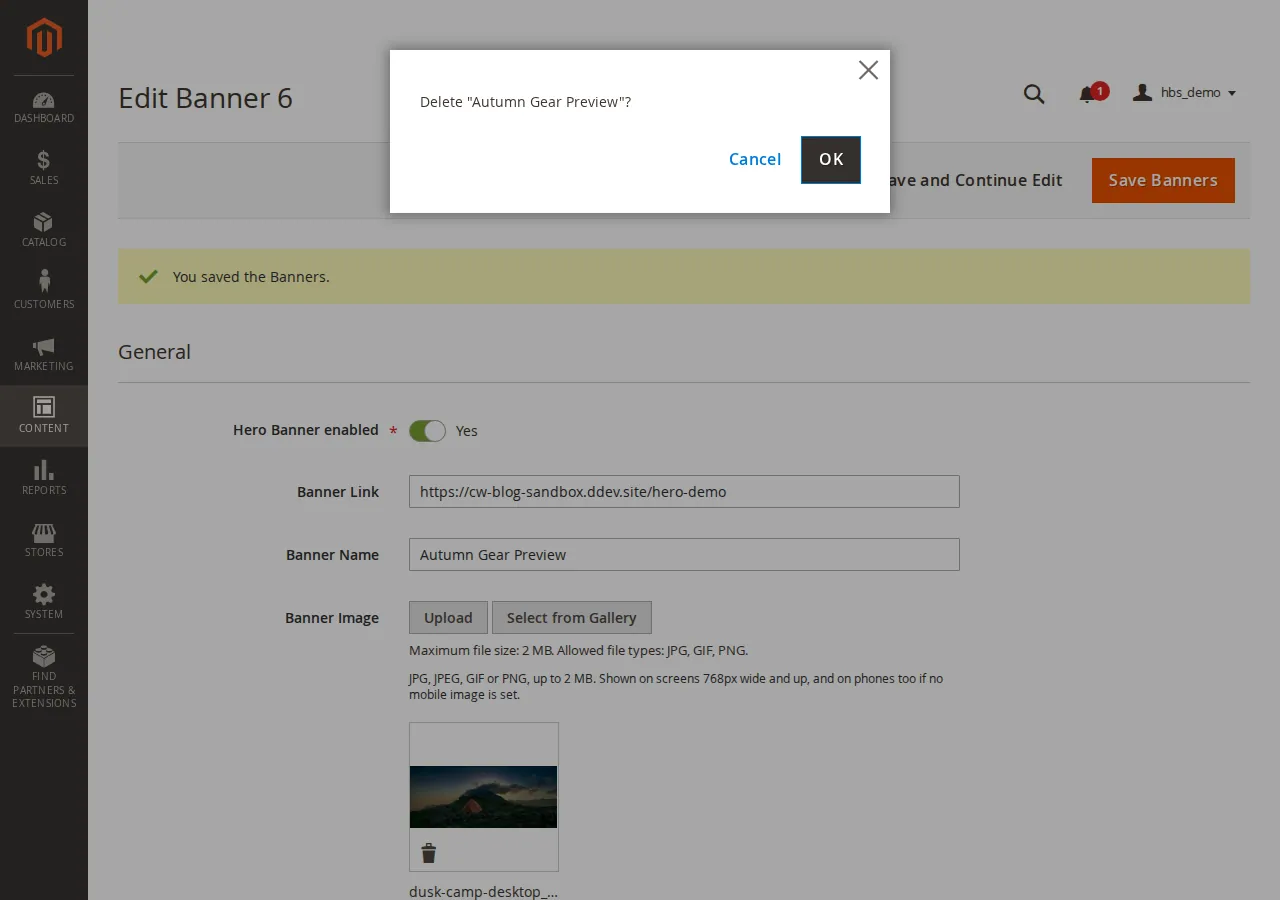 Delete "Autumn Gear Preview"?
Cancel
OK
Edit Banner 6
1
hbs_demo
ave and Continue Edit
Save Banners
You saved the Banners.
DASHBOARD
SALES
CATALOG
CUSTOMERS
MARKETING
CONTENT
REPORTS
STORES
SYSTEM
FIND
PARTNERS &
EXTENSIONS
General
Hero Banner enabled *
Yes
Banner Link
https://cw-blog-sandbox.ddev.site/hero-demo
Banner Name
Autumn Gear Preview
Banner Image
Upload
Select from Gallery
Maximum file size: 2 MB. Allowed file types: JPG, GIF, PNG.
JPG, JPEG, GIF or PNG, up to 2 MB. Shown on screens 768px wide and up, and on phones too if no
mobile image is set.
dusk-camp-desktop_...